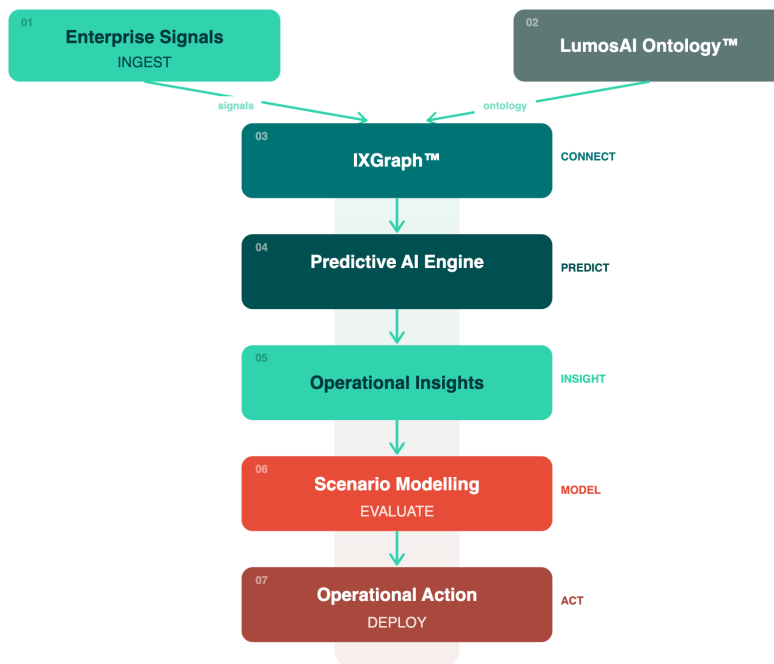 01
Enterprise Signals
INGEST
02
LumosAI Ontology™
signals
ontology
03
IXGraph™
CONNECT
04
Predictive AI Engine
PREDICT
05
Operational Insights
INSIGHT
06
Scenario Modelling
EVALUATE
MODEL
07
Operational Action
DEPLOY
ACT